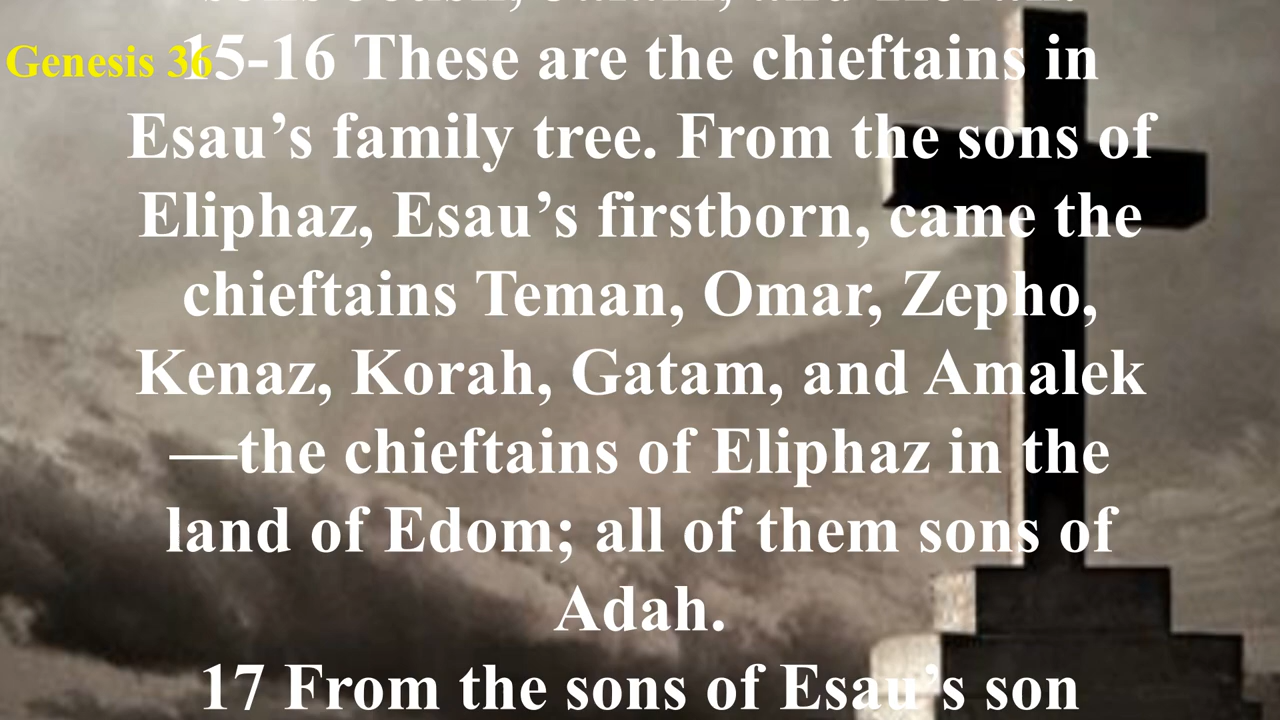 Genesis 36
15-16 These are the chieftains in
Esau’s family tree. From the sons of
Eliphaz, Esau’s firstborn, came the
chieftains Teman, Omar, Zepho,
Kenaz, Korah, Gatam, and Amalek
—the chieftains of Eliphaz in the
land of Edom; all of them sons of
Adah.
17 From the sons of Esau’s son